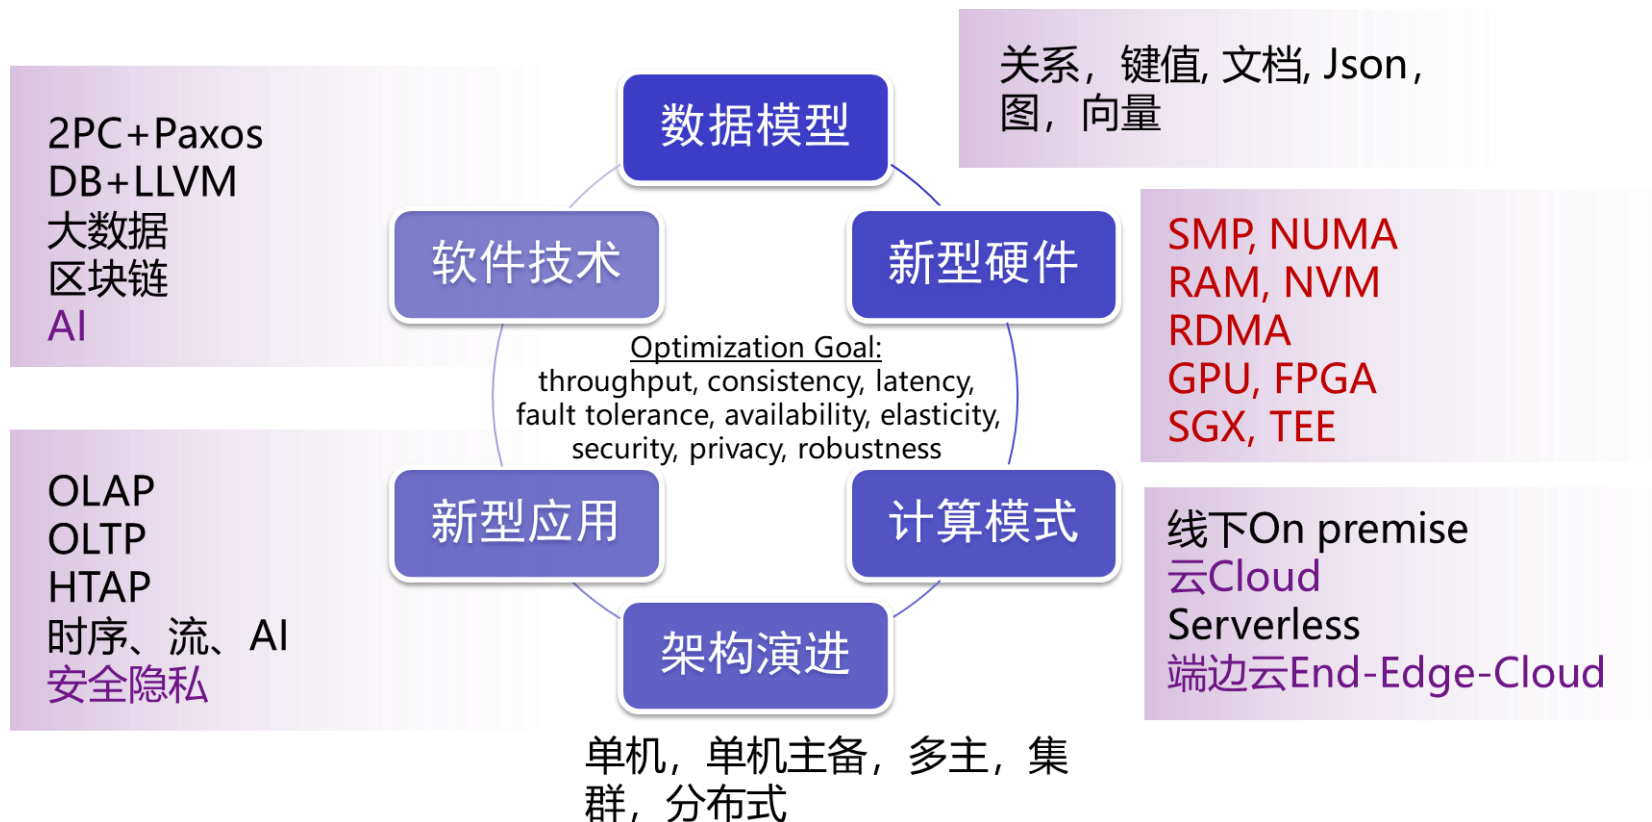 数据模型
关系，键值, 文档, Json，
图，向量
新型硬件
SMP, NUMA
RAM, NVM
RDMA
GPU, FPGA
SGX, TEE
计算模式
线下On premise
云Cloud
Serverless
端边云End-Edge-Cloud
架构演进
单机，单机主备，多主，集
群，分布式
新型应用
OLAP
OLTP
HTAP
时序、流、AI
安全隐私
软件技术
2PC+Paxos
DB+LLVM
大数据
区块链
AI
Optimization Goal:
throughput, consistency, latency,
fault tolerance, availability, elasticity,
security, privacy, robustness